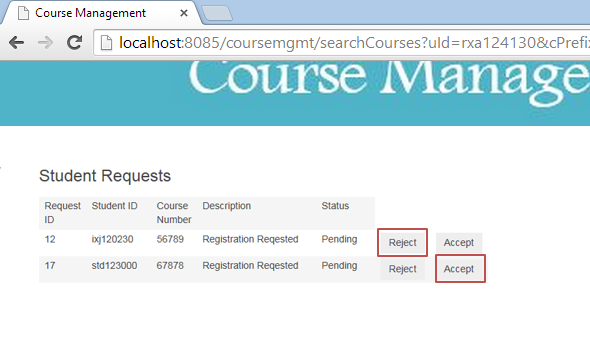 Course Management
localhost:8085/coursemgmt/searchCourses?uId=rxa124130&cPrefi
Course Manage
Student Requests
Request ID Student ID Course Number Description Status
12 ixj120230 56789 Registration Reqested Pending Reject Accept
17 std123000 67878 Registration Reqested Pending Reject Accept